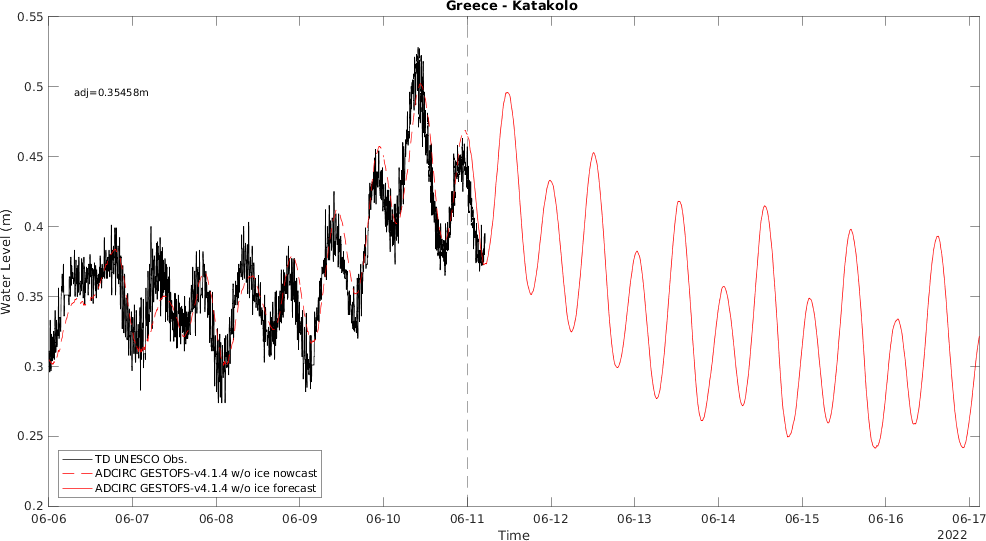 Greece - Katakolo
0.55
0.5
0.45
0.4
0.35
0.3
0.25
0.2
Water Level (m)
adj=0.35458m
TD UNESCO Obs.
ADCIRC GESTOFS-v4.1.4 w/o ice nowcast
ADCIRC GESTOFS-v4.1.4 w/o ice forecast
06-06 06-07 06-08 06-09 06-10 06-11 06-12 06-13 06-14 06-15 06-16 06-17
Time
2022